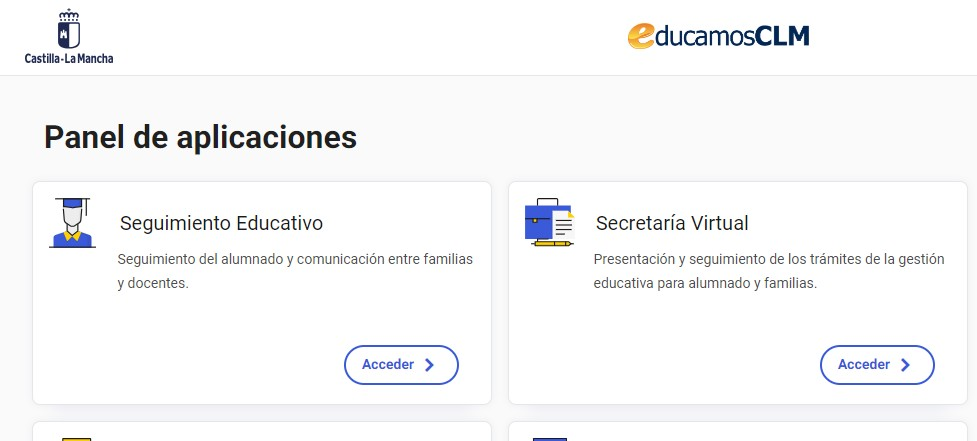 Castilla-La Mancha
educamosCLM
Panel de aplicaciones
Seguimiento Educativo
Seguimiento del alumnado y comunicación entre familias
y docentes.
Acceder
Secretaría Virtual
Presentación y seguimiento de los trámites de la gestión
educativa para alumnado y familias.
Acceder